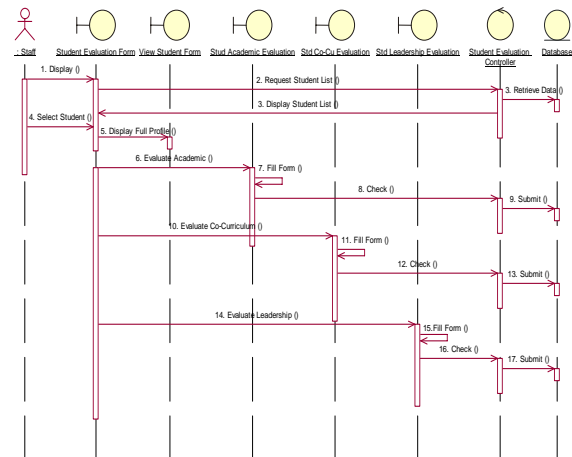 : Staff
Student Evaluation Form
View Student Form
Stud Academic Evaluation
Std Co-Cu Evaluation
Std Leadership Evaluation
Student Evaluation
Controller
Database
1. Display ()
2. Request Student List ()
3. Retrieve Data ()
3. Display Student List ()
4. Select Student ()
5. Display Full Profile ()
6. Evaluate Academic ()
7. Fill Form ()
8. Check ()
9. Submit ()
10. Evaluate Co-Curriculum ()
11. Fill Form ()
12. Check ()
13. Submit ()
14. Evaluate Leadership ()
15.Fill Form ()
16. Check ()
17. Submit ()